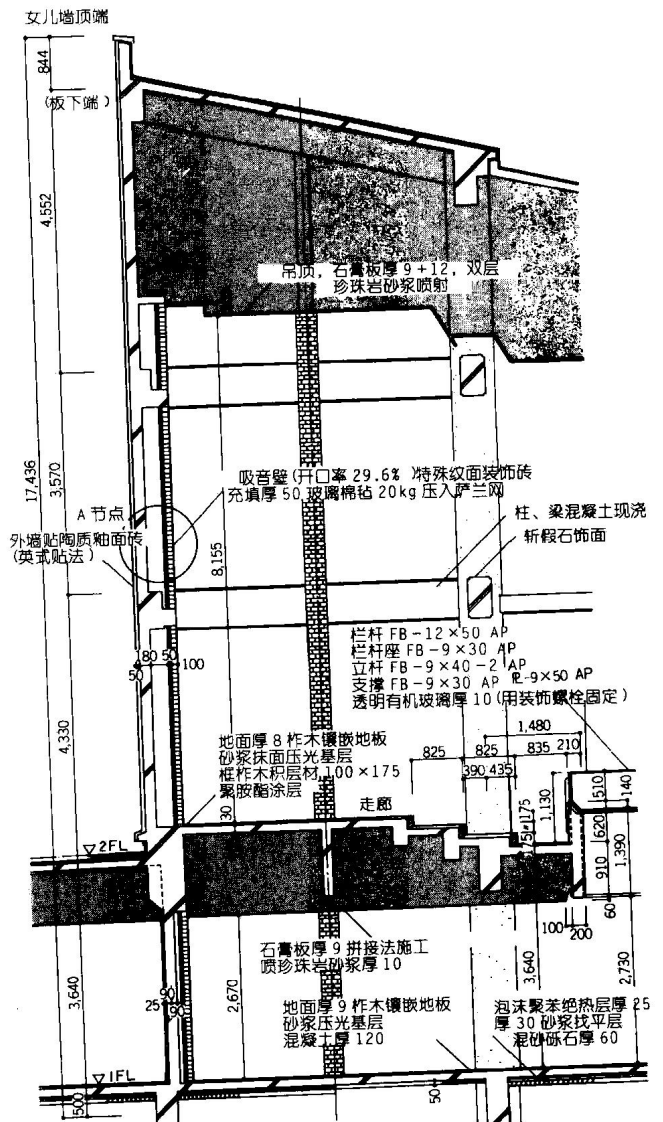 女儿墙顶端
844
(板下端)
4,552
吊顶，石膏板厚 9＋12，双层
珍珠岩砂浆喷射
17,436
3,570
吸音壁(开口率 29.6% )特殊纹面装饰砖
充填厚 50 玻璃棉毡 20kg 压入萨兰网
A 节点
外墙贴陶质釉面砖
(英式贴法)
8,155
柱、梁混凝土现浇
斩假石饰面
栏杆 FB－12×50 AP
栏杆座 FB－9×30 AP
立杆 FB－9×40－2 AP
支撑 FB－9×30 AP
-9×50 AP
透明有机玻璃厚 10 (用装饰螺栓固定)
180 50
50
100
4,330
1,480
地面厚 8 柞木镶嵌地板
砂浆抹面压光基层
框柞木积层材 100×175
聚胺酯涂层
825
825
835
210
390 435
30
走廊
1,130
175
175
510
140
620
1,390
910
60
2FL
100
200
石膏板厚 9 拼接法施工
喷珍珠岩砂浆厚 10
3,640
2,670
3,640
2,730
25
90
90
地面厚 9 柞木镶嵌地板
砂浆压光基层
混凝土厚 120
泡沫聚苯绝热层厚 25
厚 30 砂浆找平层
混砂砾石厚 60
1FL
500
50